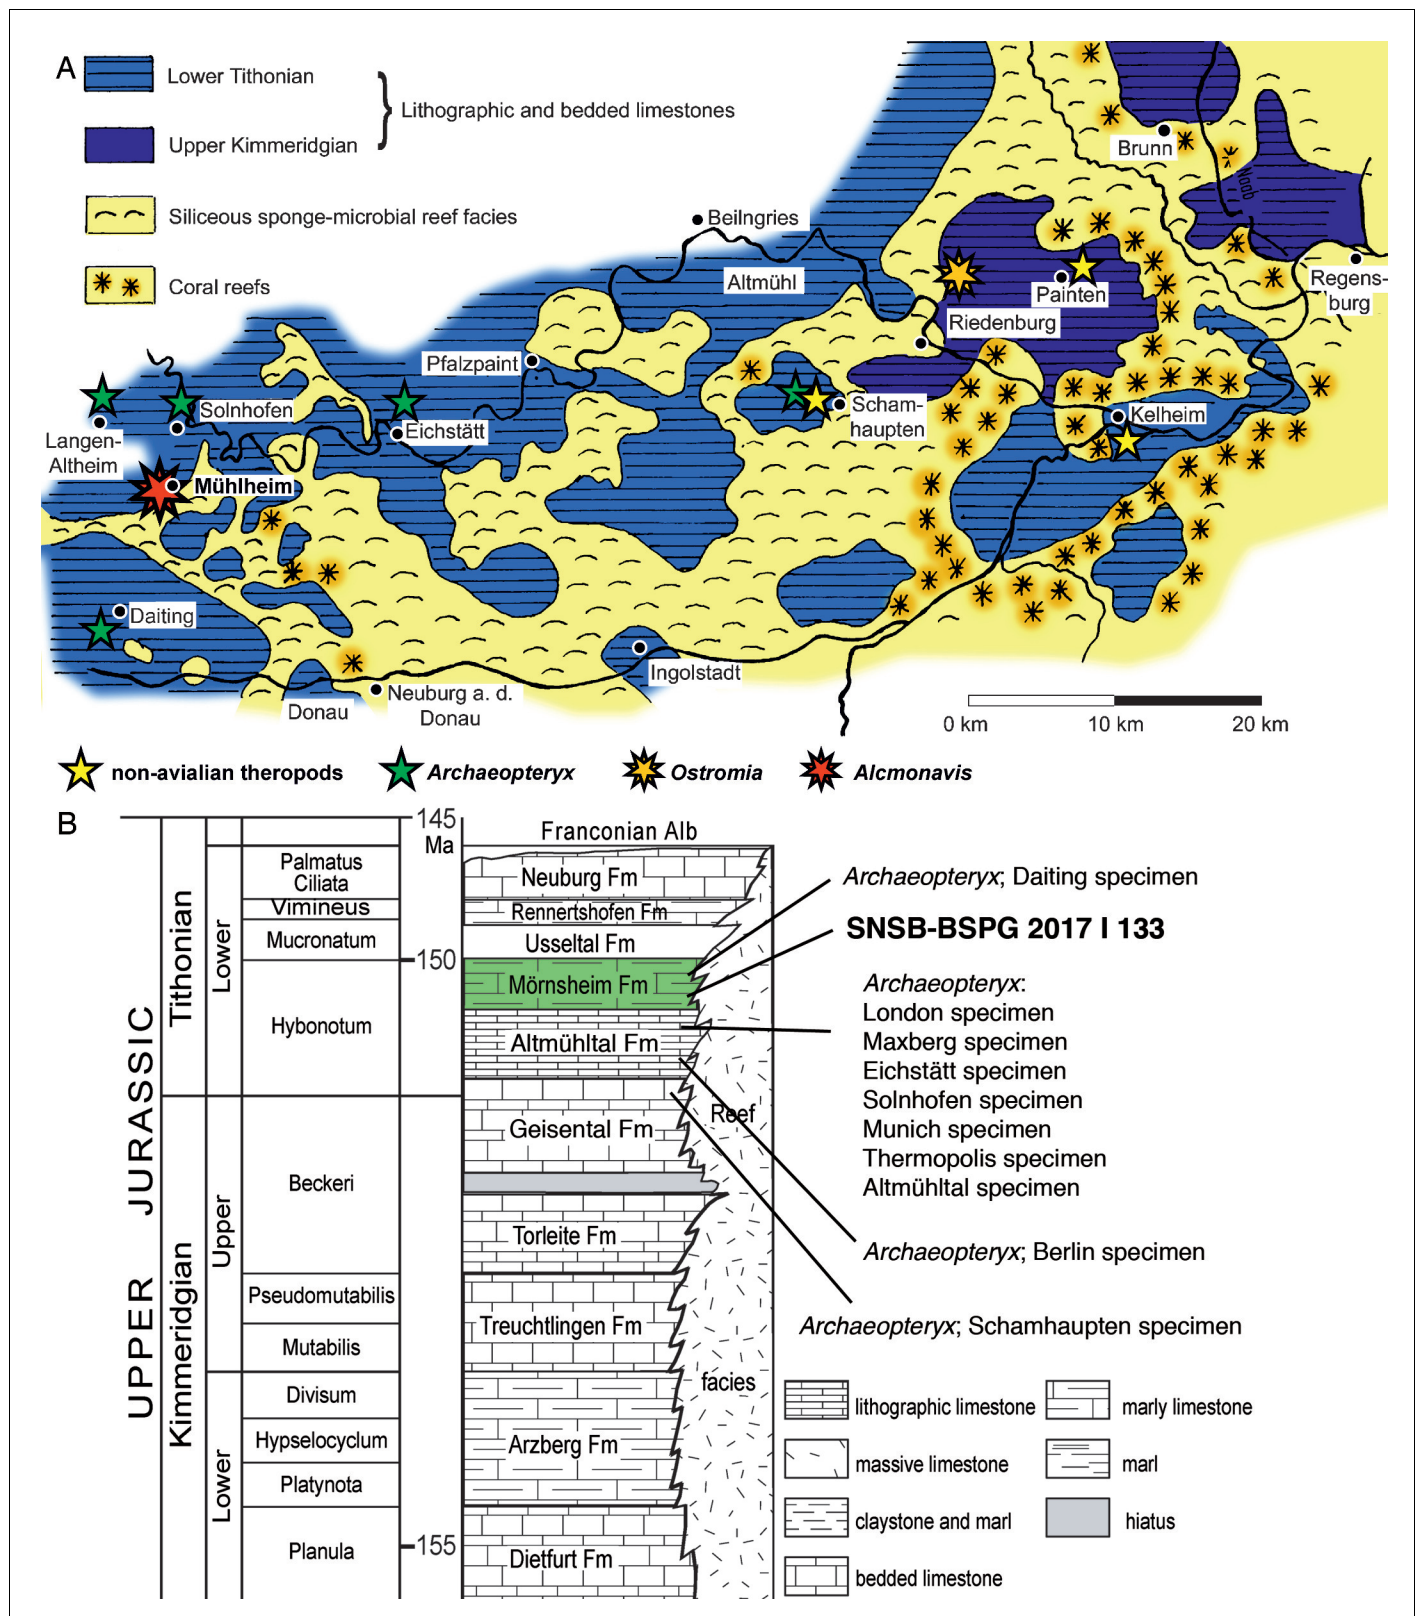 A
Lower Tithonian
Lithographic and bedded limestones
Upper Kimmeridgian
Siliceous sponge-microbial reef facies
Coral reefs
Brunn
Naab
Beilngries
Altmühl
Regens-
burg
Painten
Riedenburg
Pfalzpaint
Solnhofen
Eichstätt
Scham-
haupten
Kelheim
Langen-
Altheim
Mühlheim
Daiting
Ingolstadt
Neuburg a. d.
Donau
Donau
0 km 10 km 20 km
non-avialian theropods Archaeopteryx Ostromia Alcmonavis
B
UPPER JURASSIC
Tithonian
Kimmeridgian
Lower
Upper
Lower
Palmatus
Ciliata
Vimineus
Mucronatum
Hybonotum
Beckeri
Pseudomutabilis
Mutabilis
Divisum
Hypselocyclum
Platynota
Planula
145
Ma
150
155
Franconian Alb
Neuburg Fm
Rennertshofen Fm
Usseltal Fm
Mörnsheim Fm
Altmühltal Fm
Geisental Fm
Torleite Fm
Treuchtlingen Fm
Arzberg Fm
Dietfurt Fm
Reef
facies
Archaeopteryx; Daiting specimen
SNSB-BSPG 2017 I 133
Archaeopteryx:
London specimen
Maxberg specimen
Eichstätt specimen
Solnhofen specimen
Munich specimen
Thermopolis specimen
Altmühltal specimen
Archaeopteryx; Berlin specimen
Archaeopteryx; Schamhaupten specimen
lithographic limestone
marly limestone
massive limestone
marl
claystone and marl
hiatus
bedded limestone